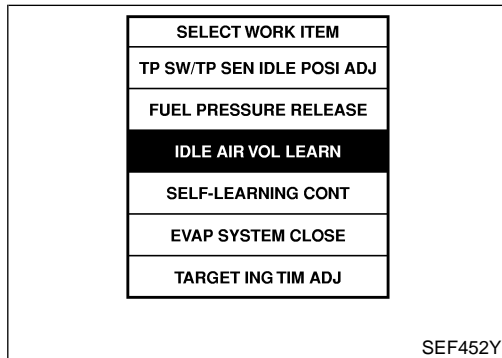 SELECT WORK ITEM
TP SW/TP SEN IDLE POSI ADJ
FUEL PRESSURE RELEASE
IDLE AIR VOL LEARN
SELF-LEARNING CONT
EVAP SYSTEM CLOSE
TARGET ING TIM ADJ
SEF452Y